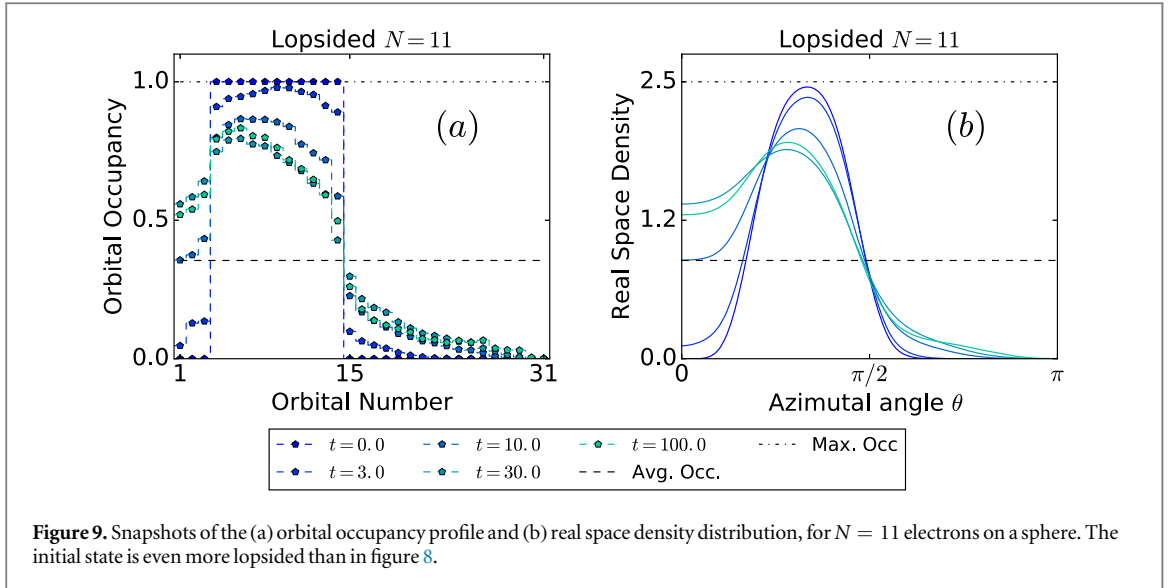 Lopsided N = 11
(a)
Orbital Occupancy
1.0
0.5
0.0
1 15 31
Orbital Number
Lopsided N = 11
(b)
Real Space Density
2.5
1.2
0.0
0 π/2 π
Azimutal angle θ
t=0.0 t=10.0 t=100.0 Max. Occ
t=3.0 t=30.0 Avg. Occ.
Figure 9. Snapshots of the (a) orbital occupancy profile and (b) real space density distribution, for N = 11 electrons on a sphere. The
initial state is even more lopsided than in figure 8.